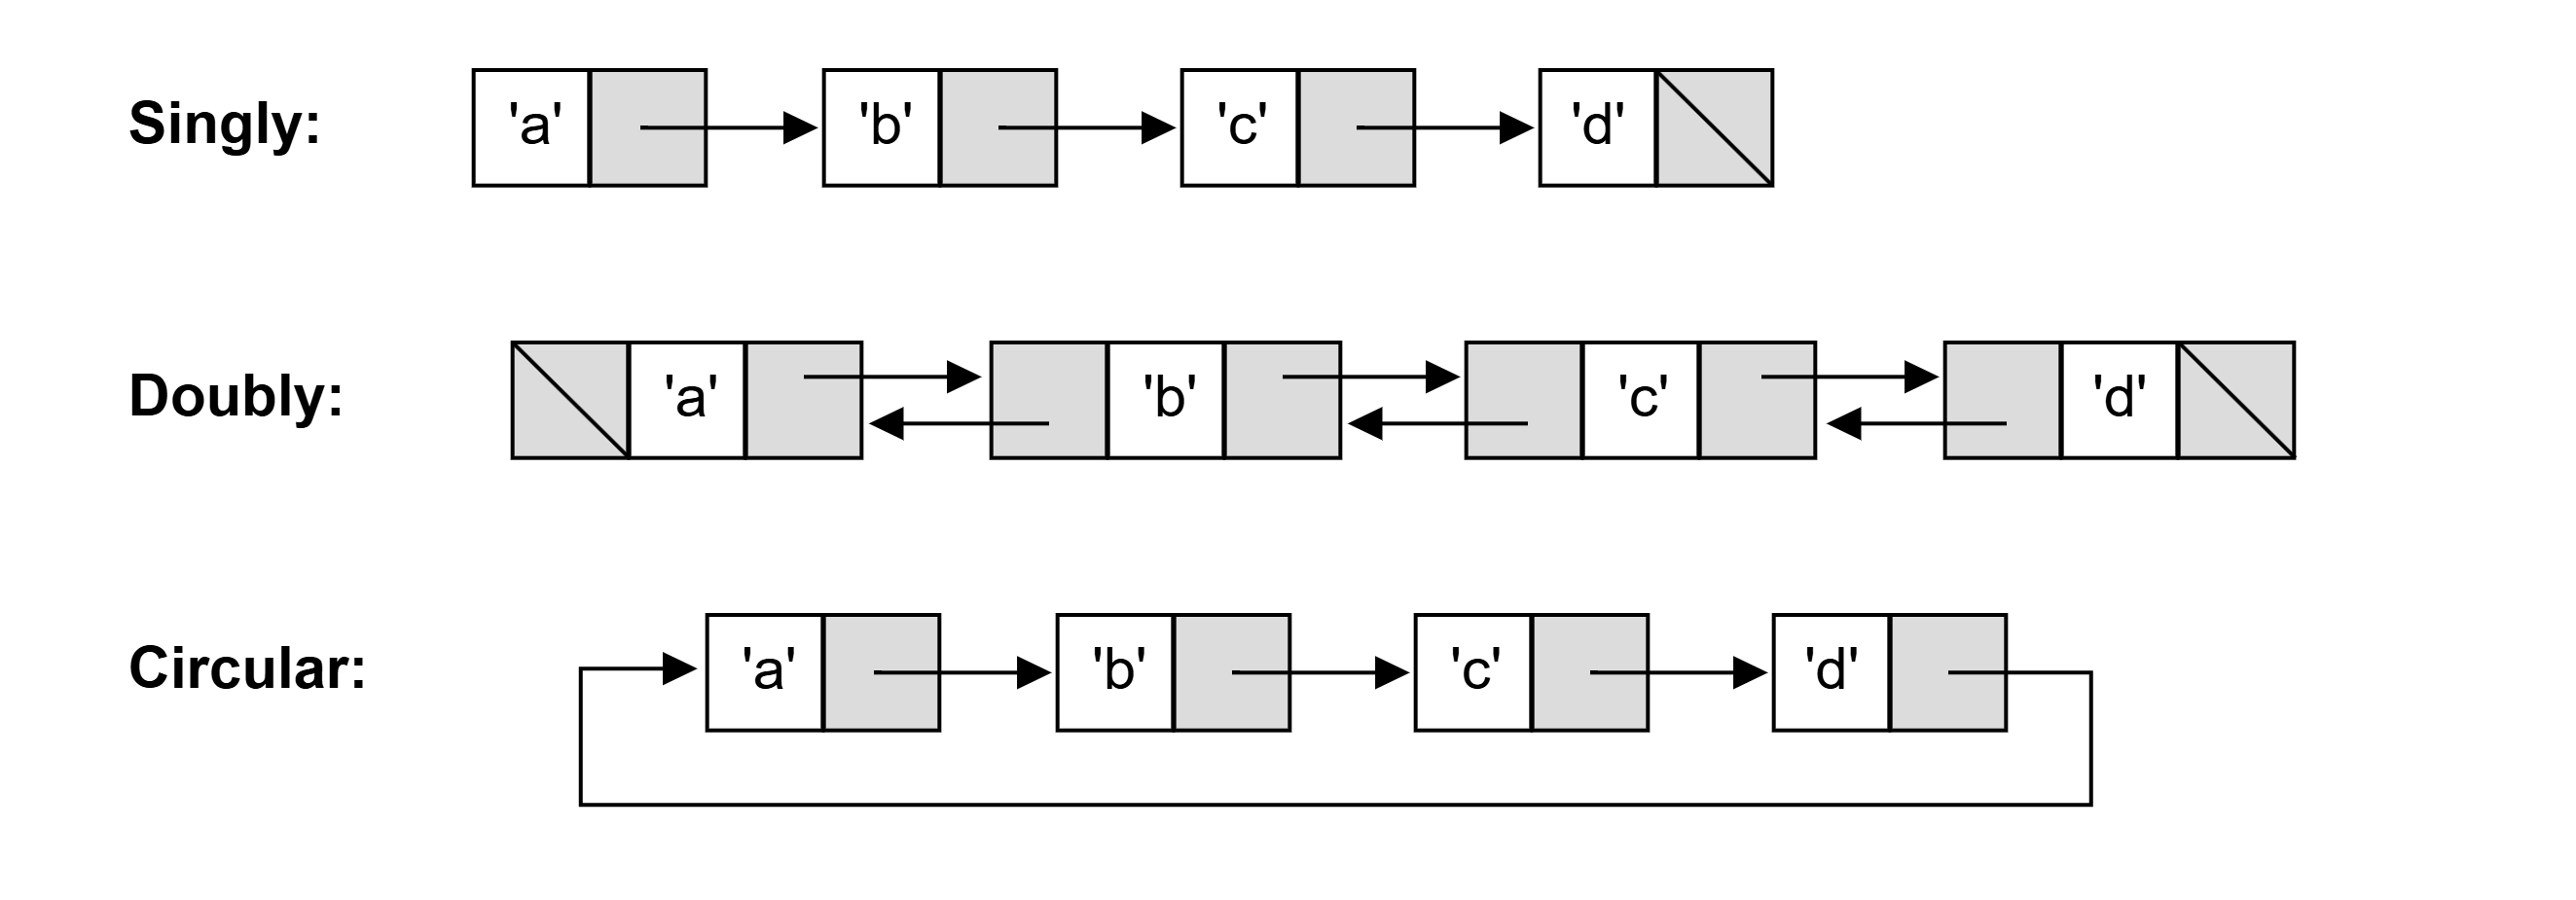 Singly: 'a' 'b' 'c' 'd'
Doubly: 'a' 'b' 'c' 'd'
Circular: 'a' 'b' 'c' 'd'